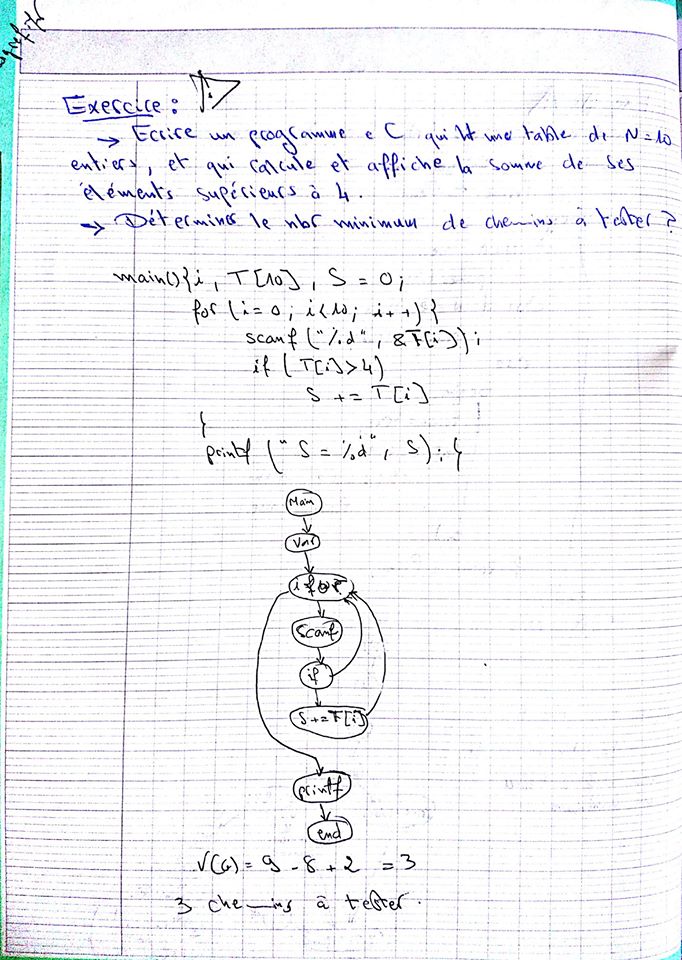 Exercice :
→ Ecrire un programme e C qui lit une table de N=10
entiers, et qui calcule et affiche la somme de ses
éléments supérieurs à 4.
→ Déterminer le nbr minimum de chemins à tester ?
main(){i, T[10], S = 0;
for (i=0; i<10; i++) {
scanf ("%d", &T[i]);
if (T[i]>4)
S += T[i]
}
printf ("S = %d", S); }
Main
Var
scanf
if
S+=T[i]
printf
end
V(G) = 9 - 8 + 2 = 3
3 chemins à tester.